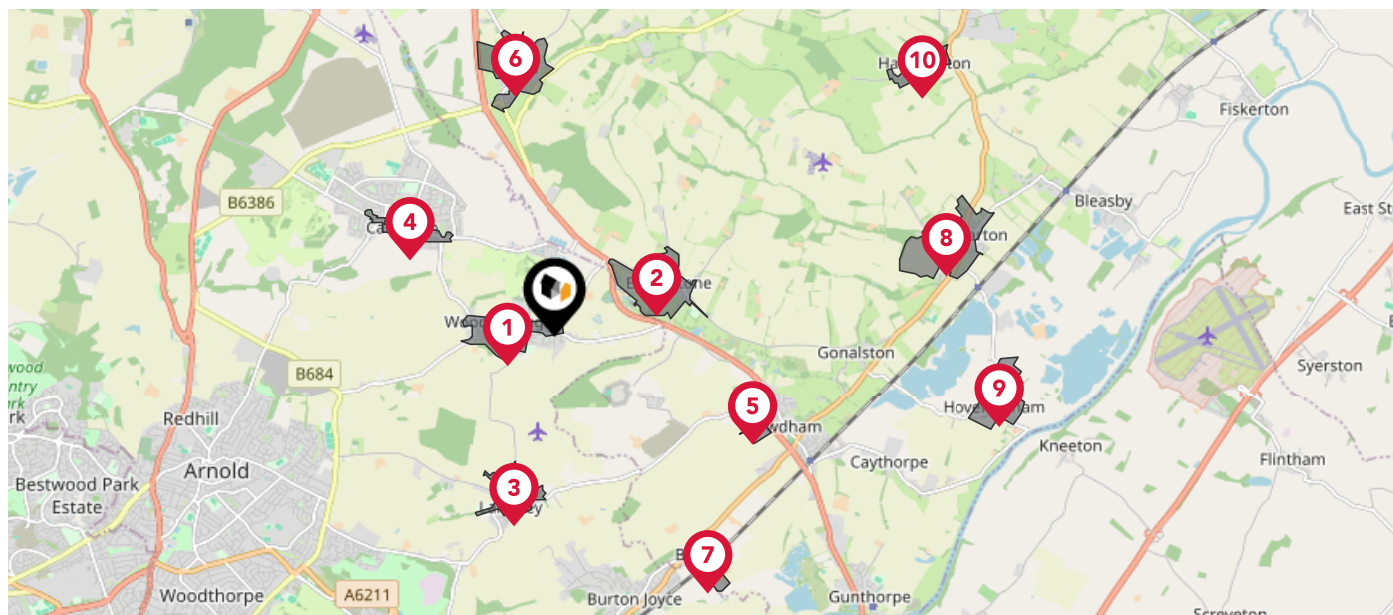 6
10
Fiskerton
B6386
4
Bleasby
East St
8
2
1
Gonalston
B684
Syerston
Redhill
9
5
Kneeton
Arnold
Caythorpe
Flintham
Bestwood Park
Estate
3
7
Woodthorpe
A6211
Burton Joyce
Gunthorpe